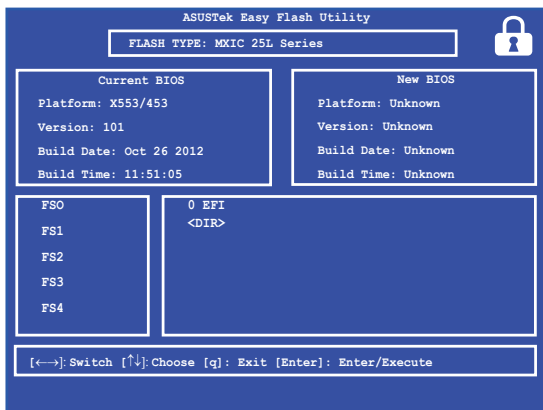 ASUSTek Easy Flash Utility
FLASH TYPE: MXIC 25L Series
Current BIOS
Platform: X553/453
Version: 101
Build Date: Oct 26 2012
Build Time: 11:51:05
New BIOS
Platform: Unknown
Version: Unknown
Build Date: Unknown
Build Time: Unknown
FSO
FS1
FS2
FS3
FS4
0 EFI
<DIR>
[←→]: Switch [↑↓]: Choose [q]: Exit [Enter]: Enter/Execute